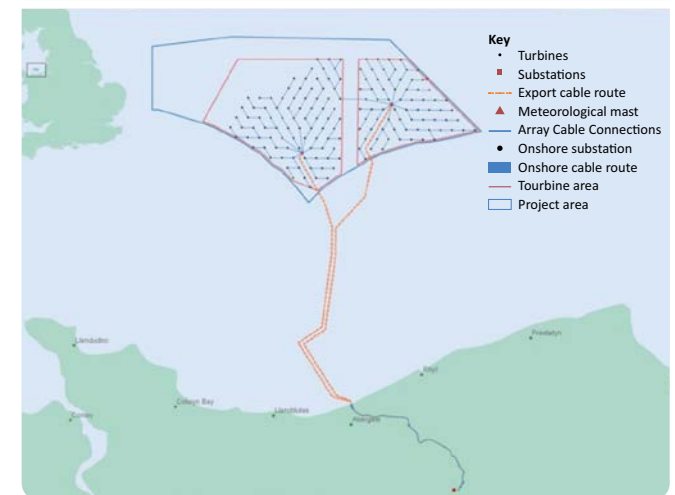 Key
Turbines
Substations
Export cable route
Meteorological mast
Array Cable Connections
Onshore substation
Onshore cable route
Tourbine area
Project area
Prestatyn
Llandudno
Rhyl
Colwyn Bay
Llanddulas
Conwy
Abergele